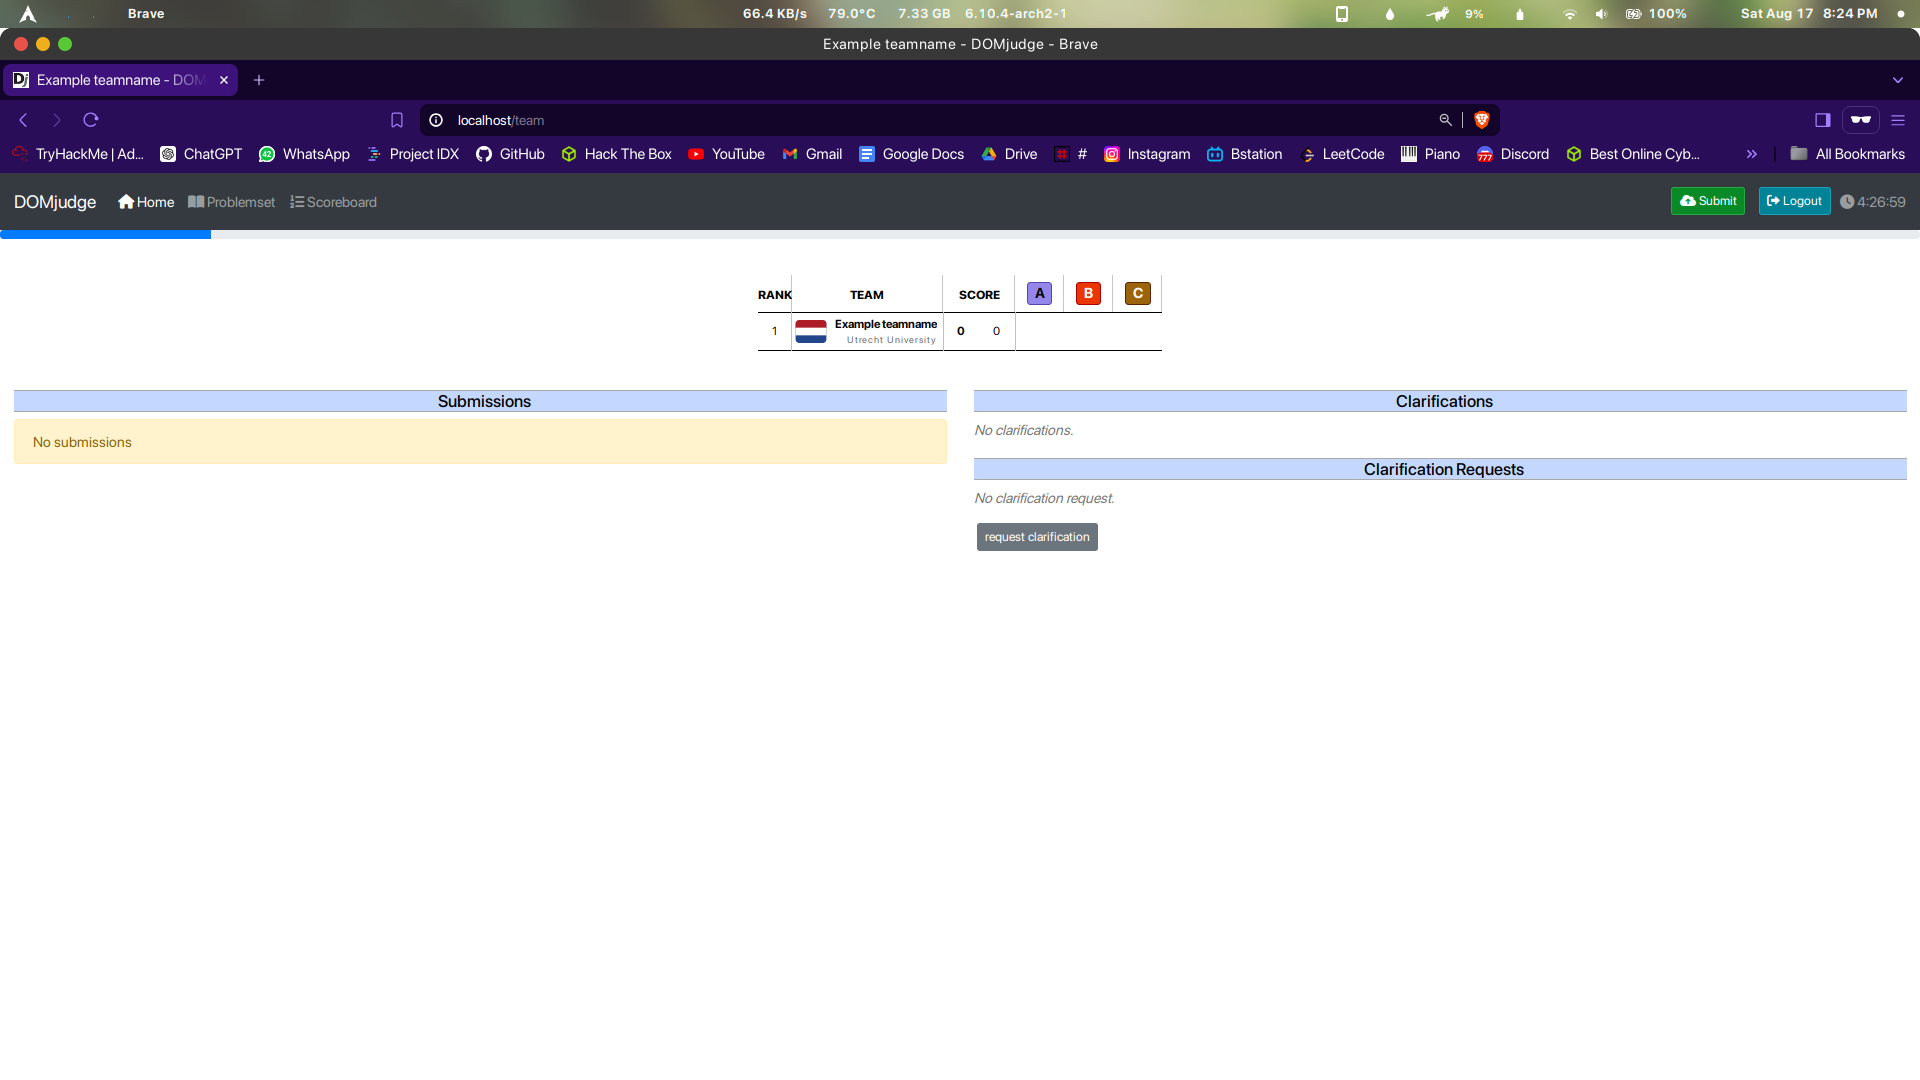 Brave 66.4 KB/s 79.0°C 7.33 GB 6.10.4-arch2-1 9% 100% Sat Aug 17 8:24 PM
Example teamname - DOMjudge - Brave
Dj Example teamname - DOM
localhost/team
TryHackMe | Ad... ChatGPT 42 WhatsApp Project IDX GitHub Hack The Box YouTube Gmail Google Docs Drive # Instagram Bstation LeetCode Piano 777 Discord Best Online Cyb... » All Bookmarks
DOMjudge Home Problemset Scoreboard Submit Logout 4:26:59
RANK TEAM SCORE A B C
1 Example teamname 0 0
Utrecht University
Submissions
No submissions
Clarifications
No clarifications.
Clarification Requests
No clarification request.
request clarification